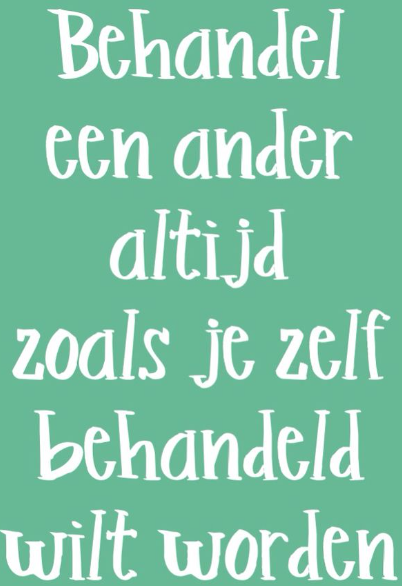 Behandel
een ander
altijd
zoals je zelf
behandeld
wilt worden